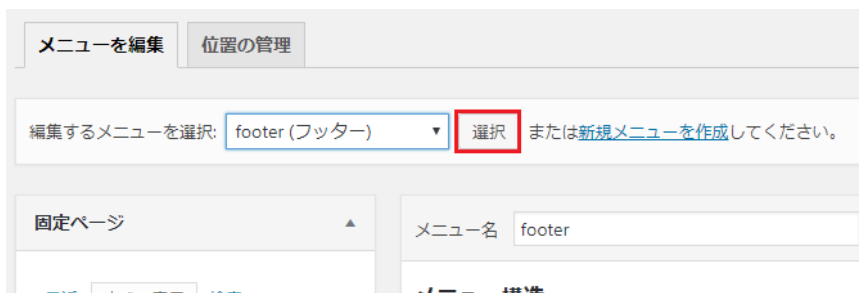 メニューを編集 位置の管理
編集するメニューを選択: footer (フッター) 選択 または新規メニューを作成してください。
固定ページ
メニュー名 footer